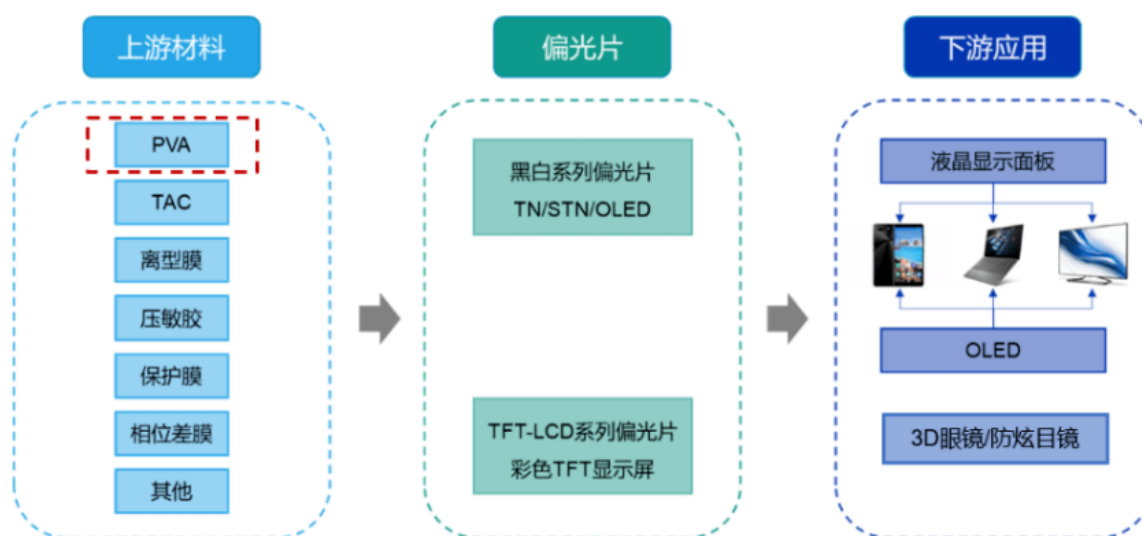 上游材料
PVA
TAC
离型膜
压敏胶
保护膜
相位差膜
其他
偏光片
黑白系列偏光片
TN/STN/OLED
TFT-LCD系列偏光片
彩色TFT显示屏
下游应用
液晶显示面板
OLED
3D眼镜/防炫目镜